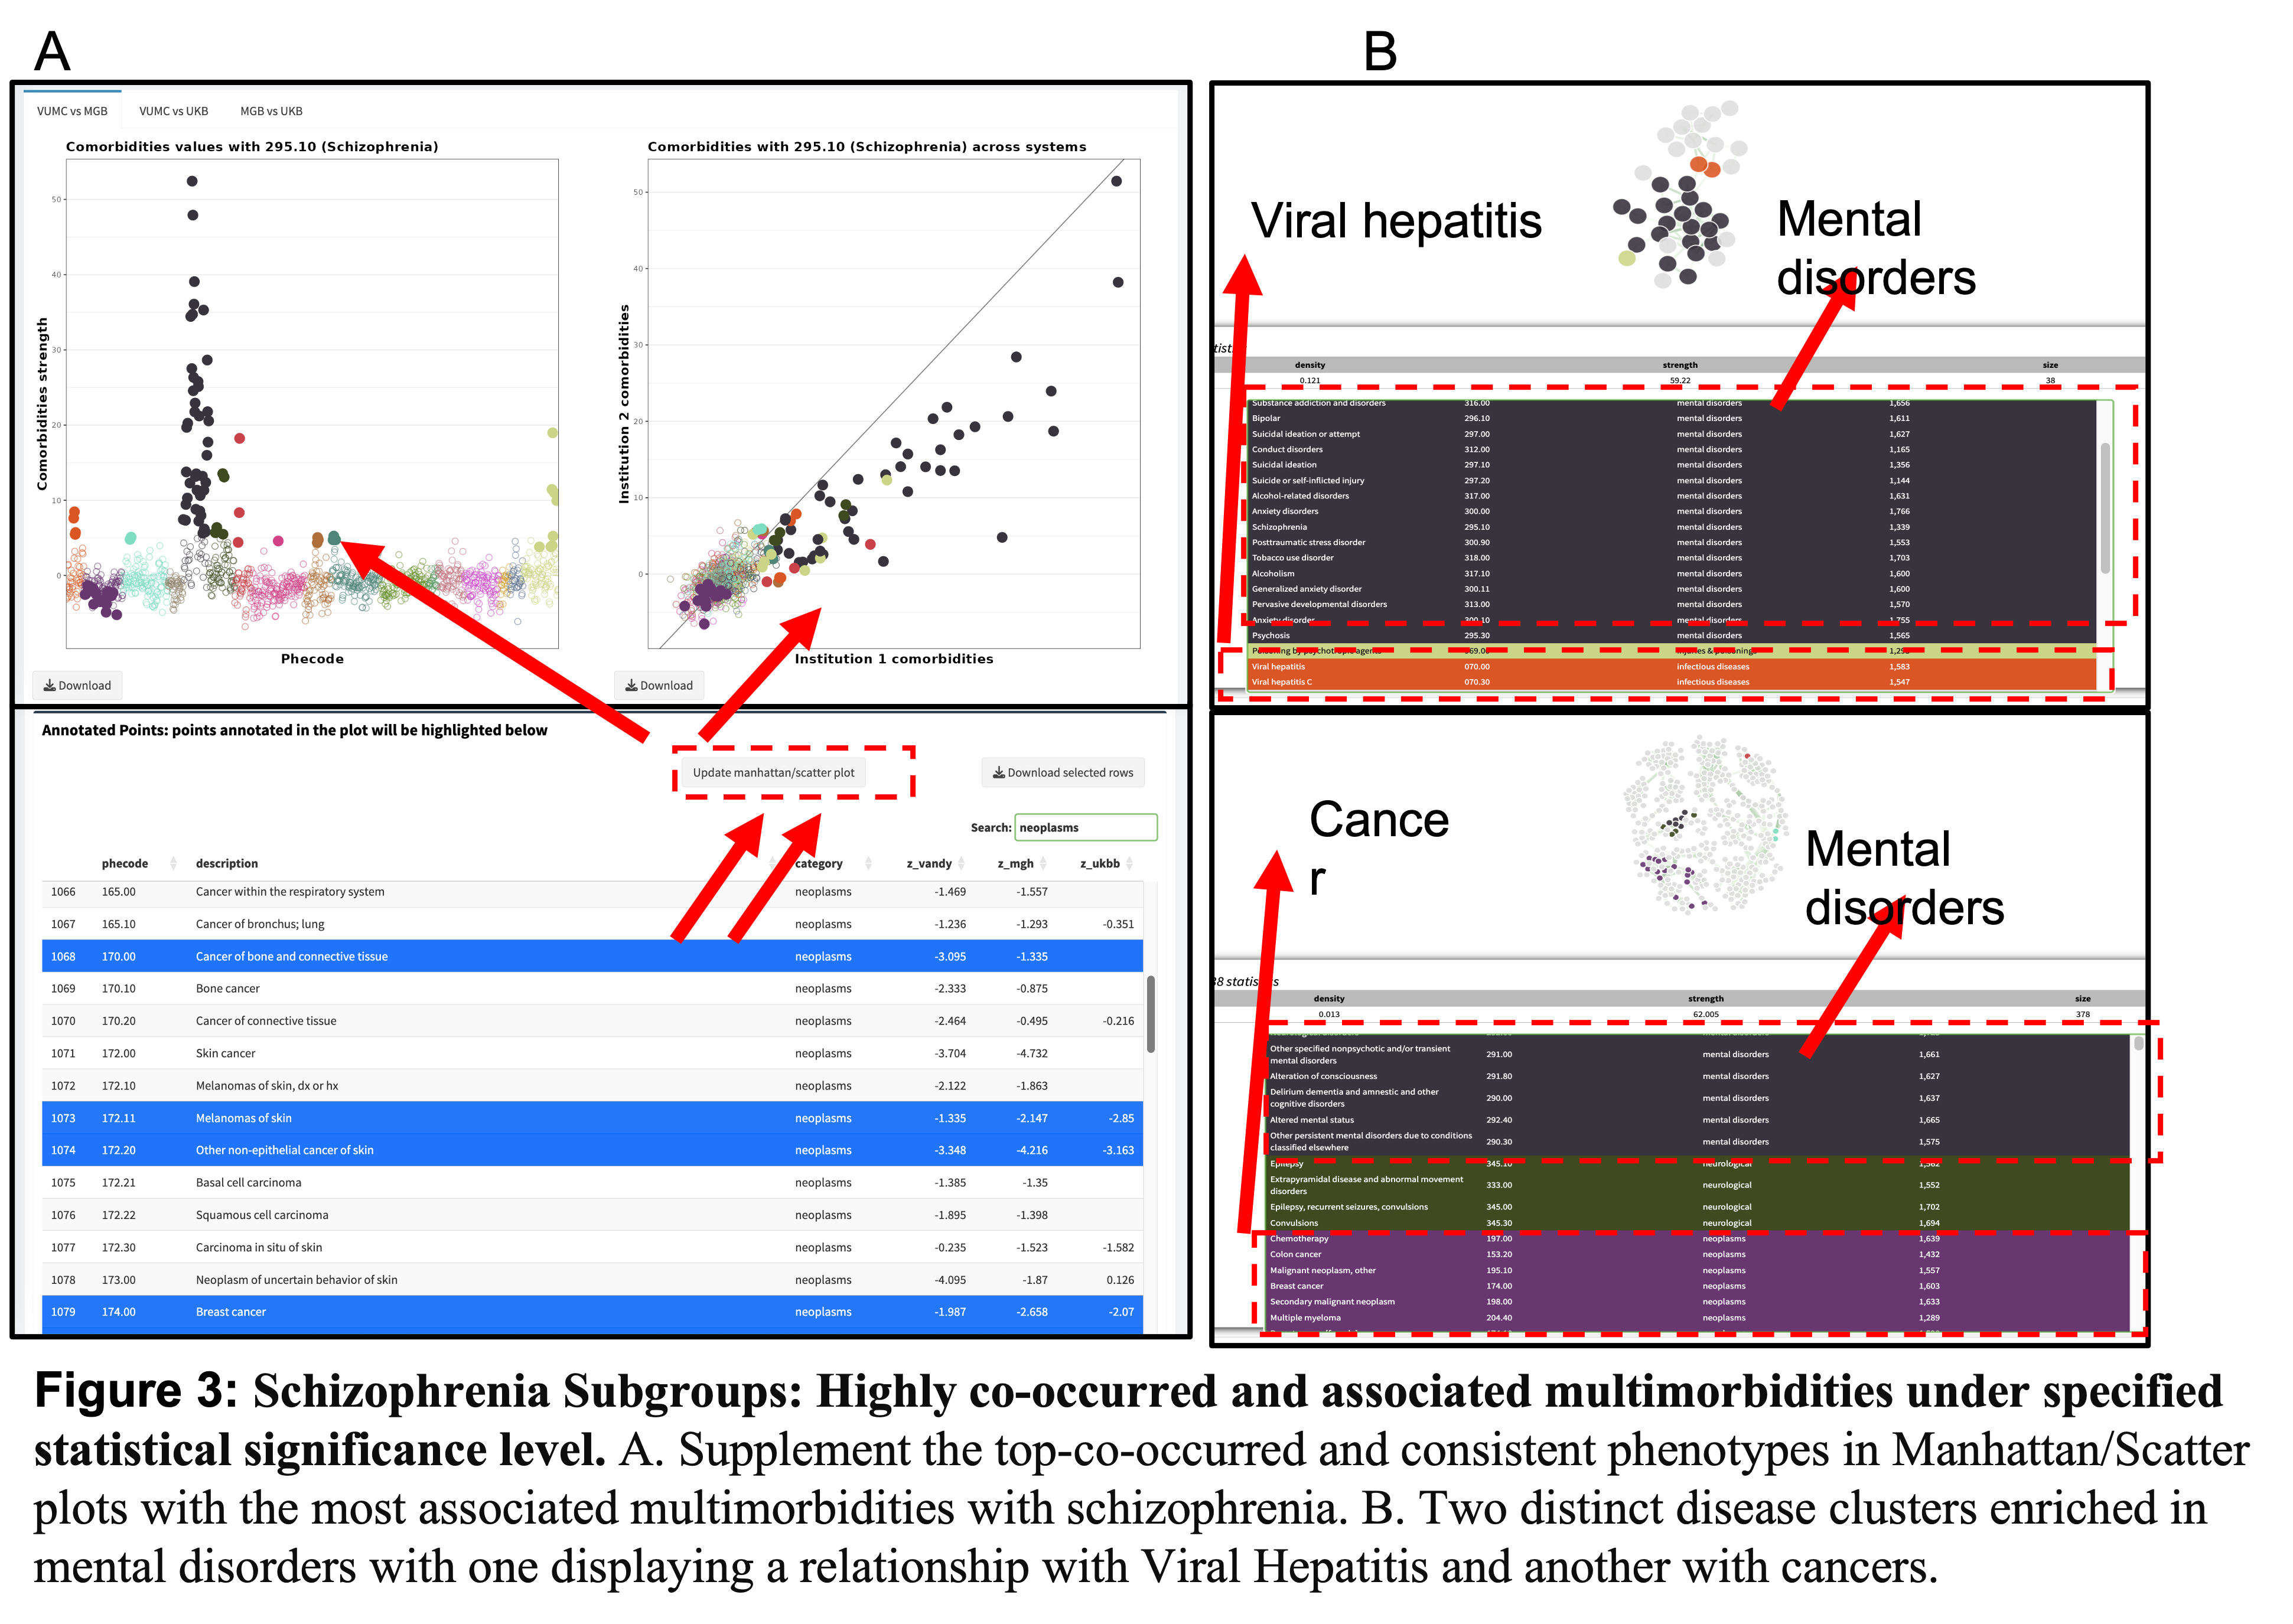 A
B
VUMC vs MGB
VUMC vs UKB
MGB vs UKB
Comorbidities values with 295.10 (Schizophrenia)
Comorbidities strength
50
40
30
20
10
0
Phecode
Download
Comorbidities with 295.10 (Schizophrenia) across systems
Institution 2 comorbidities
50
40
30
20
10
0
Institution 1 comorbidities
Download
Annotated Points: points annotated in the plot will be highlighted below
Update manhattan/scatter plot
Download selected rows
Search: neoplasms
phecode description category z_vandy z_mgh z_ukbb
1066 165.00 Cancer within the respiratory system neoplasms -1.469 -1.557
1067 165.10 Cancer of bronchus; lung neoplasms -1.236 -1.293 -0.351
1068 170.00 Cancer of bone and connective tissue neoplasms -3.095 -1.335
1069 170.10 Bone cancer neoplasms -2.333 -0.875
1070 170.20 Cancer of connective tissue neoplasms -2.464 -0.495 -0.216
1071 172.00 Skin cancer neoplasms -3.704 -4.732
1072 172.10 Melanomas of skin, dx or hx neoplasms -2.122 -1.863
1073 172.11 Melanomas of skin neoplasms -1.335 -2.147 -2.85
1074 172.20 Other non-epithelial cancer of skin neoplasms -3.348 -4.216 -3.163
1075 172.21 Basal cell carcinoma neoplasms -1.385 -1.35
1076 172.22 Squamous cell carcinoma neoplasms -1.895 -1.398
1077 172.30 Carcinoma in situ of skin neoplasms -0.235 -1.523 -1.582
1078 173.00 Neoplasm of uncertain behavior of skin neoplasms -4.095 -1.87 0.126
1079 174.00 Breast cancer neoplasms -1.987 -2.658 -2.07
Viral hepatitis
Mental
disorders
density strength size
0.121 59.22 38
Substance addiction and disorders 316.00 mental disorders 1,656
Bipolar 296.10 mental disorders 1,611
Suicidal ideation or attempt 297.00 mental disorders 1,627
Conduct disorders 312.00 mental disorders 1,165
Suicidal ideation 297.10 mental disorders 1,356
Suicide or self-inflicted injury 297.20 mental disorders 1,144
Alcohol-related disorders 317.00 mental disorders 1,631
Anxiety disorders 300.00 mental disorders 1,766
Schizophrenia 295.10 mental disorders 1,339
Posttraumatic stress disorder 300.90 mental disorders 1,553
Tobacco use disorder 318.00 mental disorders 1,703
Alcoholism 317.10 mental disorders 1,600
Generalized anxiety disorder 300.11 mental disorders 1,600
Pervasive developmental disorders 313.00 mental disorders 1,570
Anxiety disorder 300.10 mental disorders 1,755
Psychosis 295.30 mental disorders 1,565
Poisoning by psychotropic agents injuries & poisonings
Viral hepatitis 070.00 infectious diseases 1,583
Viral hepatitis C 070.30 infectious diseases 1,547
Cance
r
Mental
disorders
density strength size
0.013 62.005 378
Other specified nonpsychotic and/or transient
mental disorders 291.00 mental disorders 1,661
Alteration of consciousness 291.80 mental disorders 1,627
Delirium dementia and amnestic and other
cognitive disorders 290.00 mental disorders 1,637
Altered mental status 292.40 mental disorders 1,665
Other persistent mental disorders due to conditions
classified elsewhere 290.30 mental disorders 1,575
Epilepsy 345.10 neurological 1,562
Extrapyramidal disease and abnormal movement
disorders 333.00 neurological 1,552
Epilepsy, recurrent seizures, convulsions 345.00 neurological 1,702
Convulsions 345.30 neurological 1,694
Chemotherapy 197.00 neoplasms 1,639
Colon cancer 153.20 neoplasms 1,432
Malignant neoplasm, other 195.10 neoplasms 1,557
Breast cancer 174.00 neoplasms 1,603
Secondary malignant neoplasm 198.00 neoplasms 1,633
Multiple myeloma 204.40 neoplasms 1,289
Figure 3: Schizophrenia Subgroups: Highly co-occurred and associated multimorbidities under specified
statistical significance level. A. Supplement the top-co-occurred and consistent phenotypes in Manhattan/Scatter
plots with the most associated multimorbidities with schizophrenia. B. Two distinct disease clusters enriched in
mental disorders with one displaying a relationship with Viral Hepatitis and another with cancers.